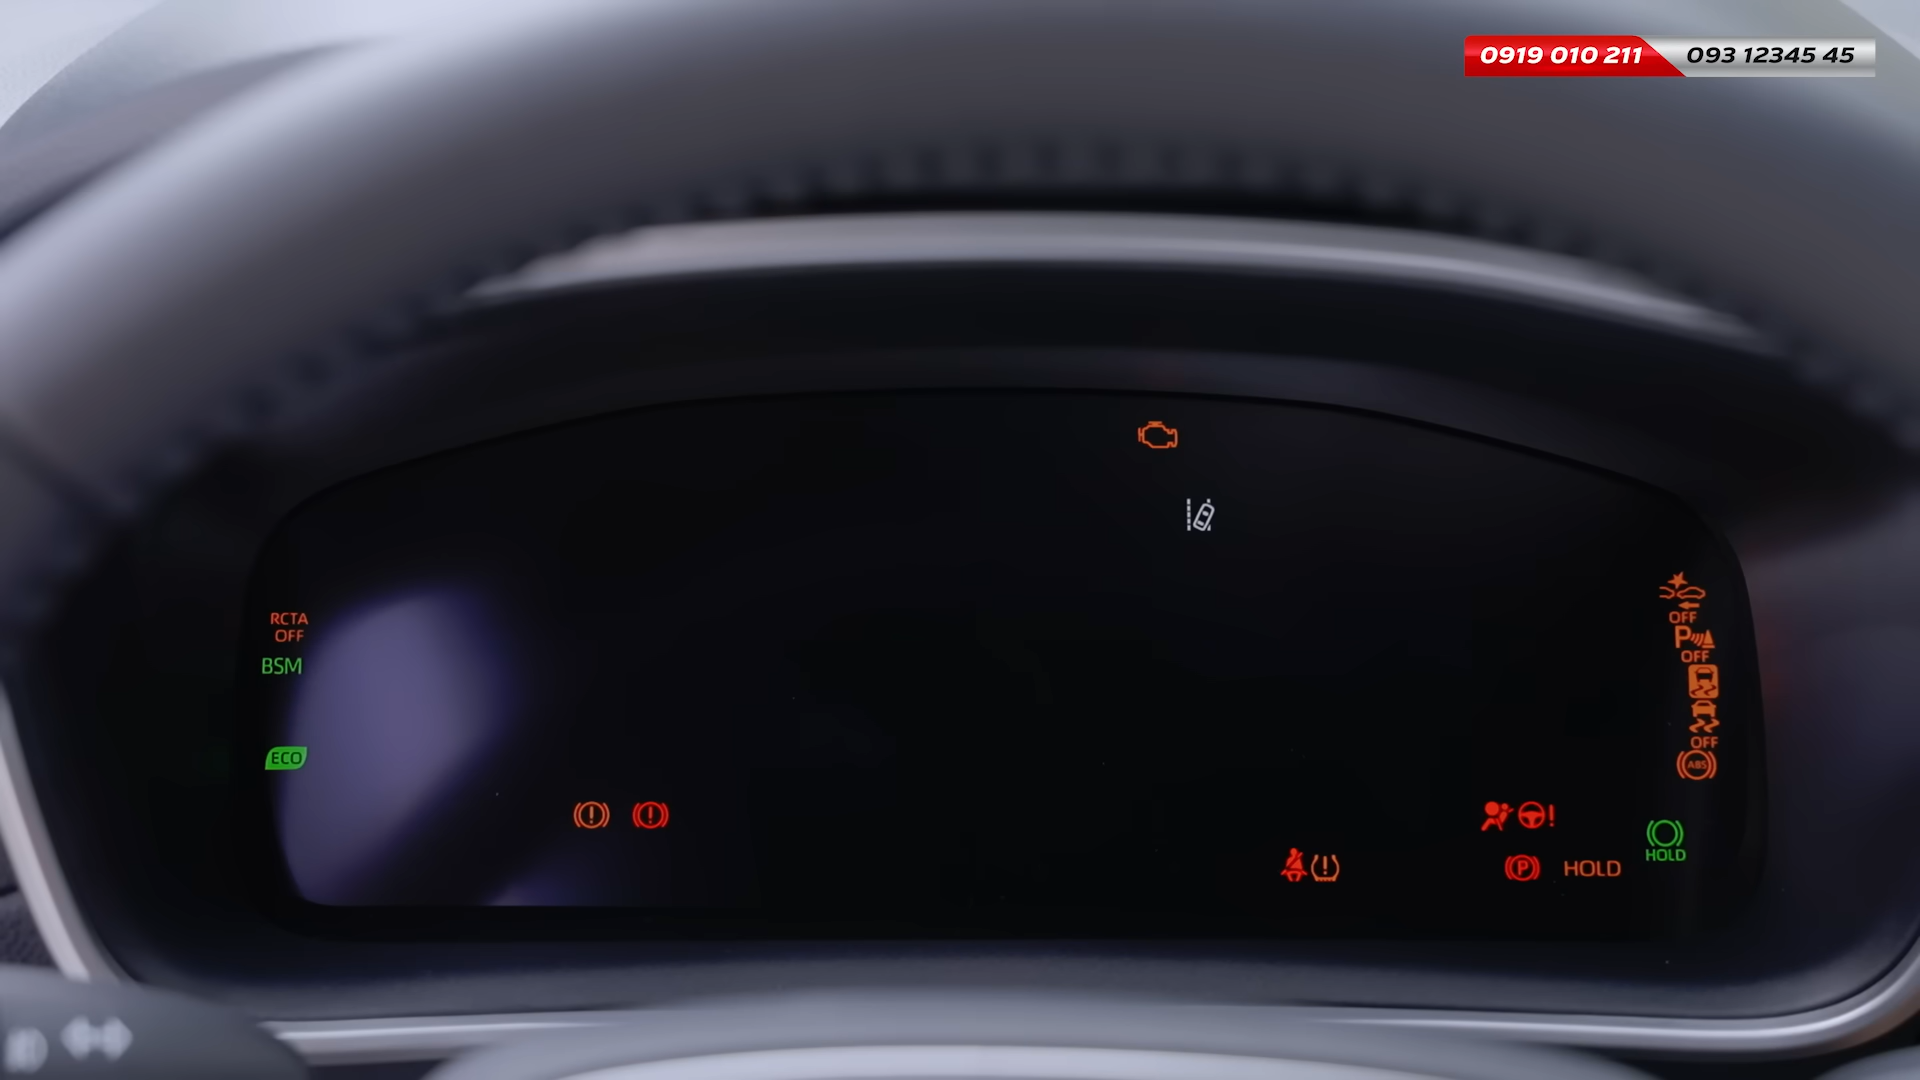 0919 010 211 093 12345 45
RCTA
OFF
BSM
ECO
OFF
P
OFF
OFF
ABS
HOLD
P HOLD